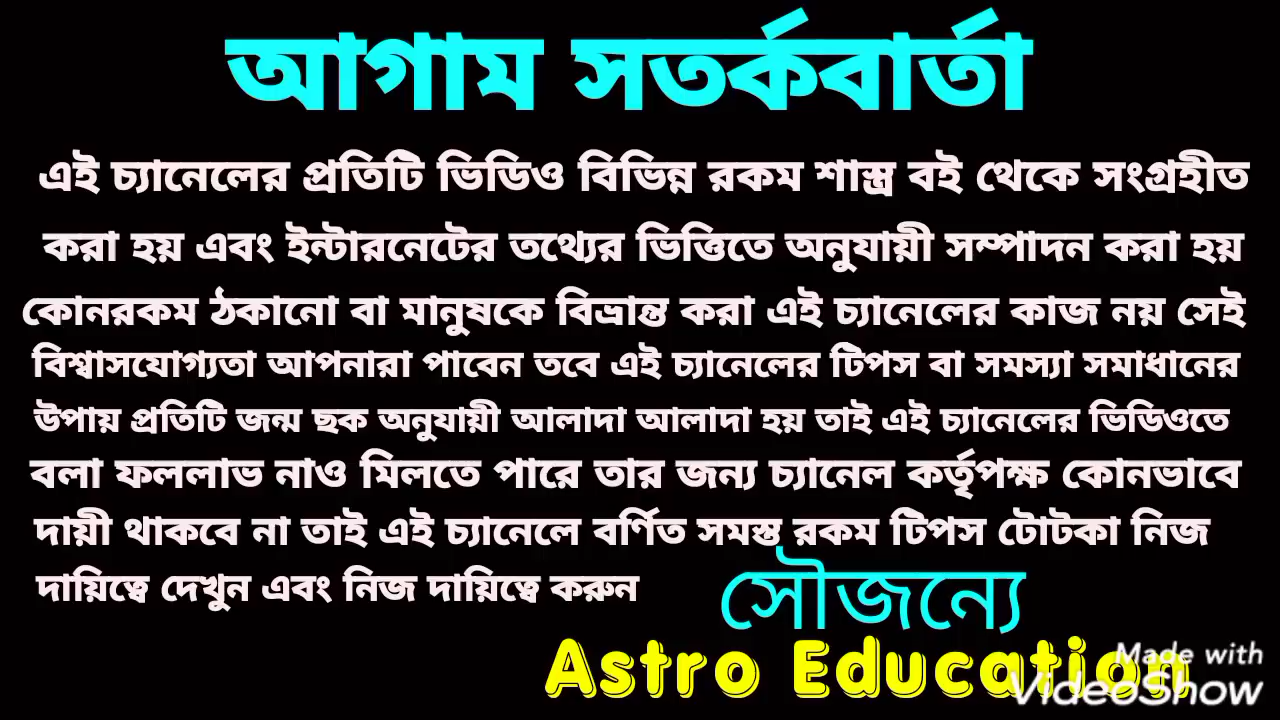 আগাম সতর্কবার্তা
এই চ্যানেলের প্রতিটি ভিডিও বিভিন্ন রকম শাস্ত্র বই থেকে সংগ্রহীত
করা হয় এবং ইন্টারনেটের তথ্যের ভিত্তিতে অনুযায়ী সম্পাদন করা হয়
কোনরকম ঠকানো বা মানুষকে বিভ্রান্ত করা এই চ্যানেলের কাজ নয় সেই
বিশ্বাসযোগ্যতা আপনারা পাবেন তবে এই চ্যানেলের টিপস বা সমস্যা সমাধানের
উপায় প্রতিটি জন্ম ছক অনুযায়ী আলাদা আলাদা হয় তাই এই চ্যানেলের ভিডিওতে
বলা ফললাভ নাও মিলতে পারে তার জন্য চ্যানেল কর্তৃপক্ষ কোনভাবে
দায়ী থাকবে না তাই এই চ্যানেলে বর্ণিত সমস্ত রকম টিপস টোটকা নিজ
দায়িত্বে দেখুন এবং নিজ দায়িত্বে করুন
সৌজন্যে
Astro Education
Made with
VideoShow